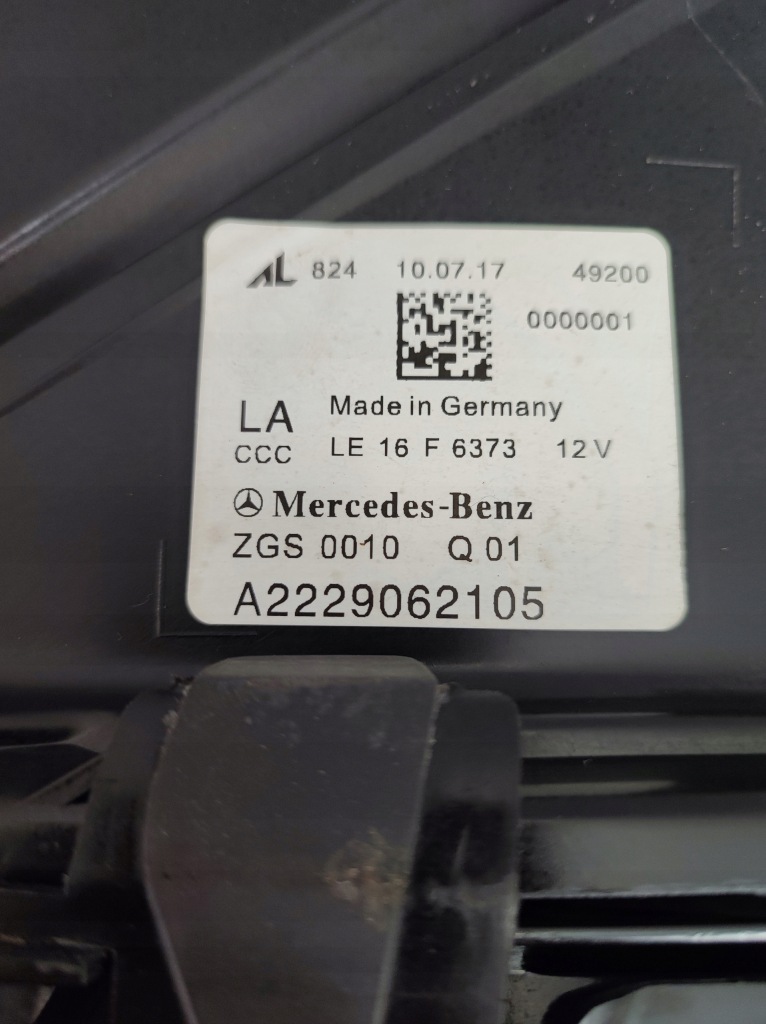 AL 824 10.07.17 49200
0000001
LA Made in Germany
CCC LE 16 F 6373 12V
Mercedes-Benz
ZGS 0010 Q 01
A2229062105